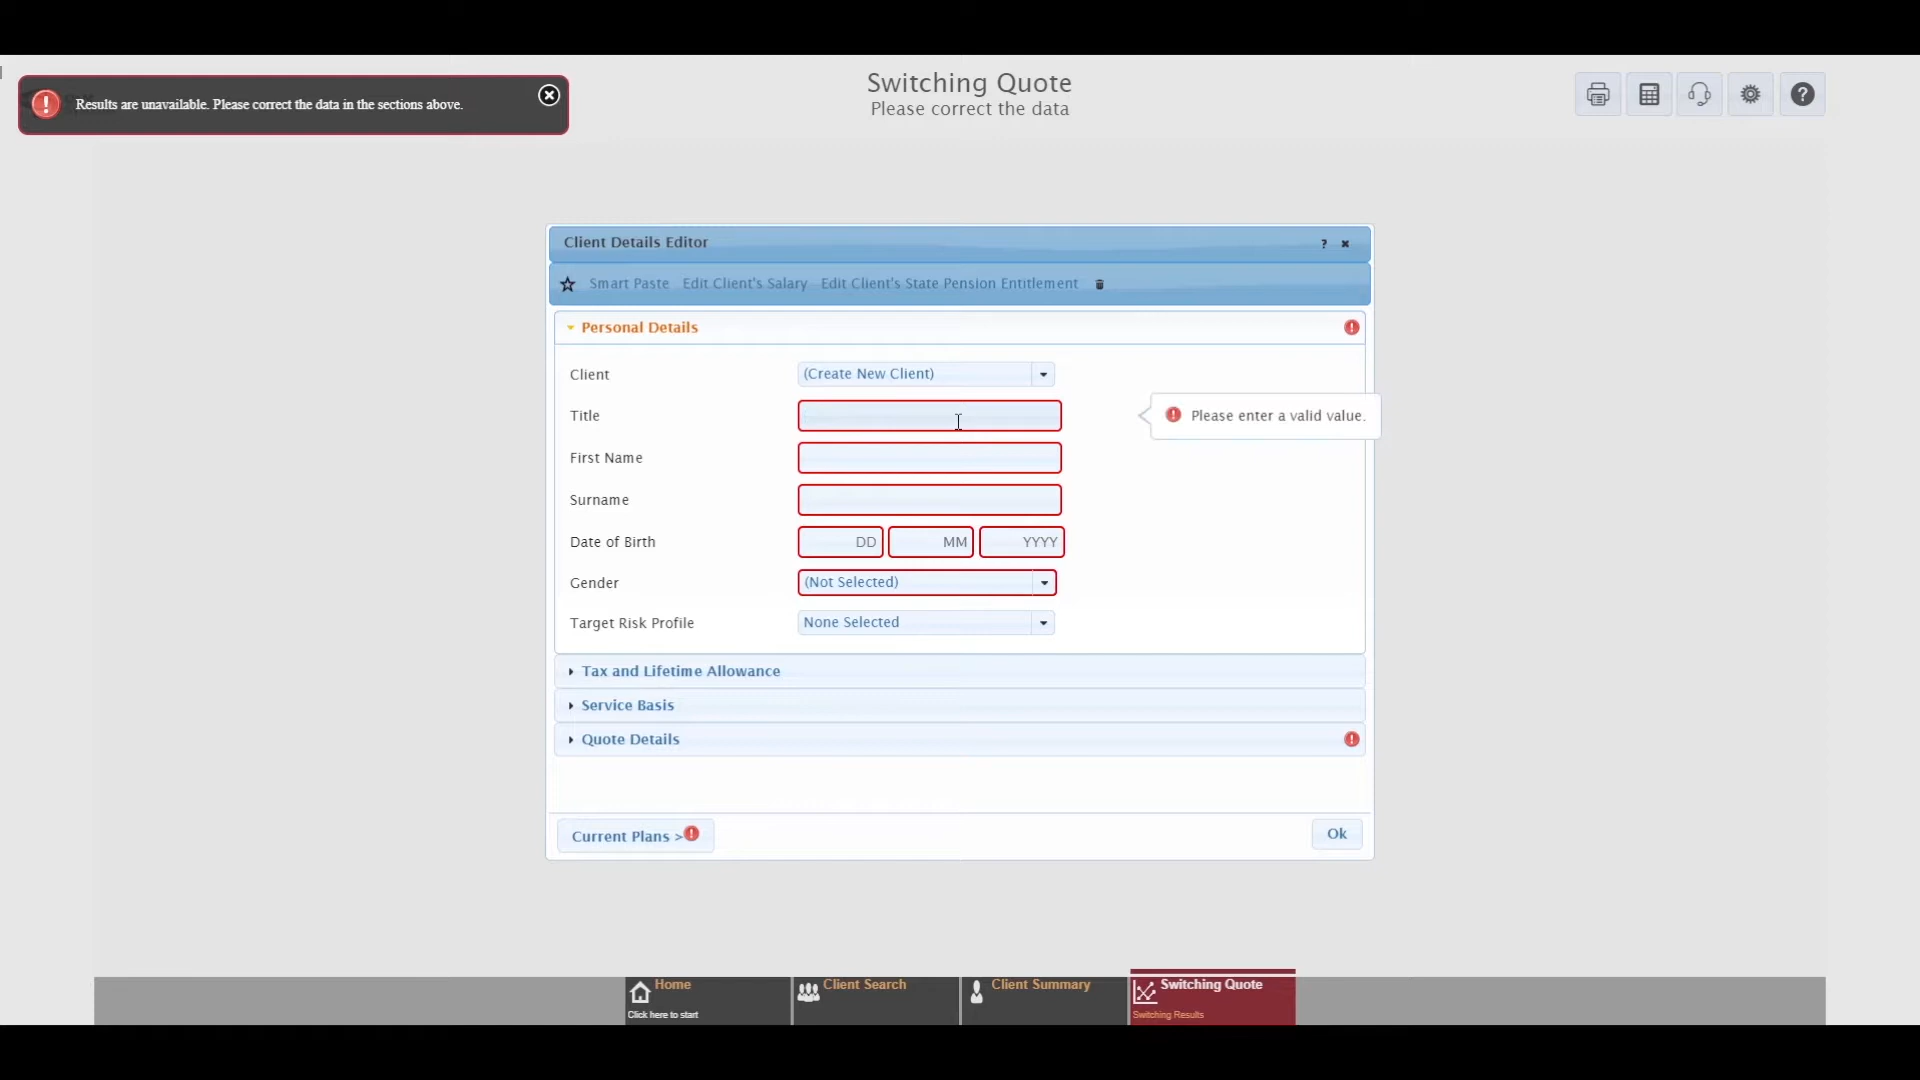 Results are unavailable. Please correct the data in the sections above.
Switching Quote
Please correct the data
Client Details Editor
Smart Paste Edit Client's Salary Edit Client's State Pension Entitlement
Personal Details
Client (Create New Client)
Title
Please enter a valid value.
First Name
Surname
Date of Birth DD MM YYYY
Gender (Not Selected)
Target Risk Profile None Selected
Tax and Lifetime Allowance
Service Basis
Quote Details
Current Plans >
Ok
Home
Click here to start
Client Search
Client Summary
Switching Quote
Switching Results